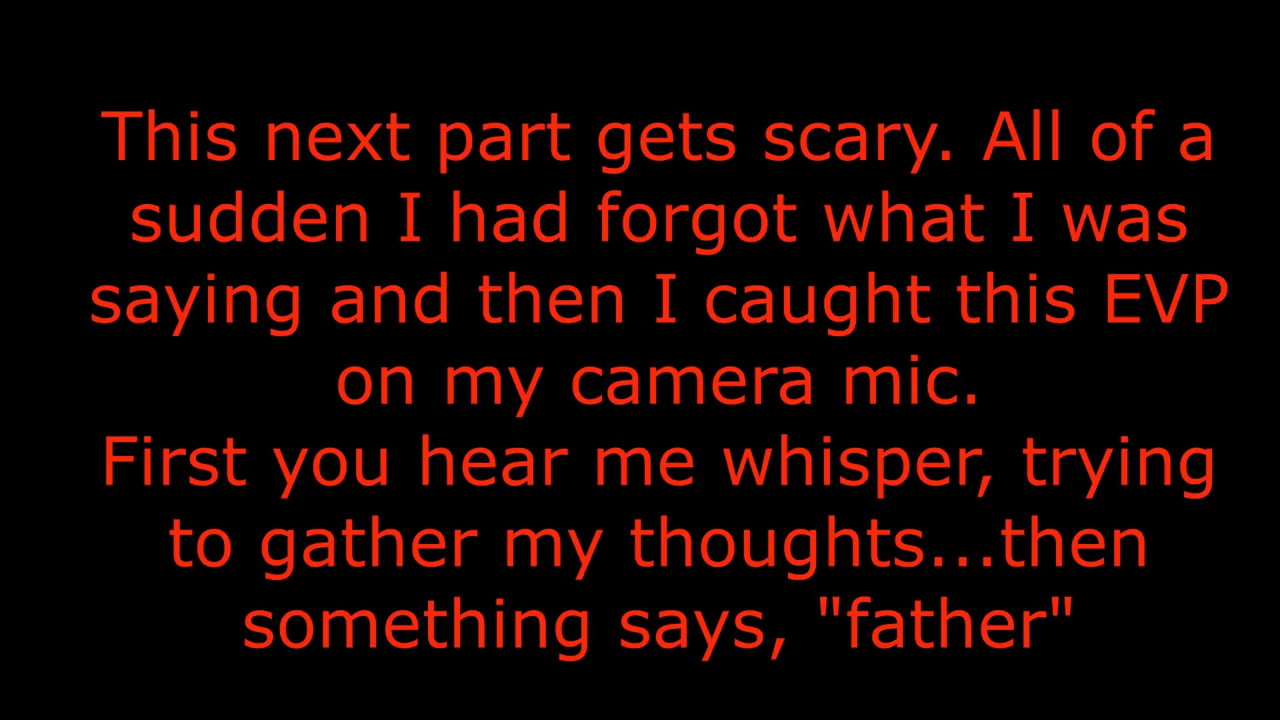 This next part gets scary. All of a
sudden I had forgot what I was
saying and then I caught this EVP
on my camera mic.
First you hear me whisper, trying
to gather my thoughts...then
something says, "father"